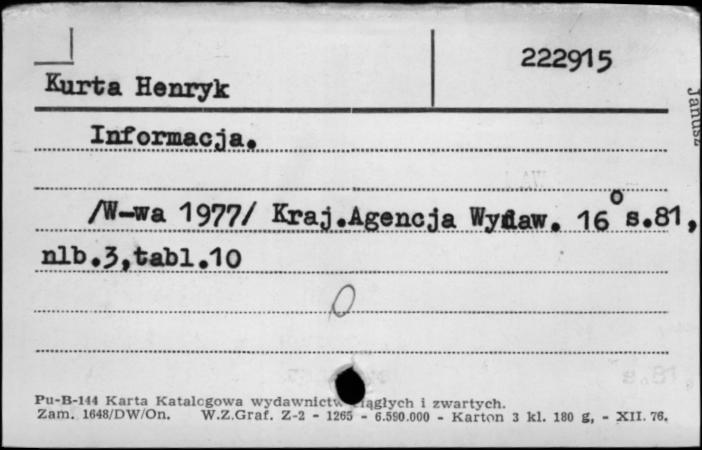 222915
Kurta Henryk
Janusz
Informacja.
/W-wa 1977/ Kraj.Agencja Wydaw. 16° s.81,
nlb.3,tabl.10
0
Pu-B-144 Karta Katalogowa wydawnictw ciągłych i zwartych.
Zam. 1648/DW/On. W.Z.Graf. Z-2 - 1265 - 6.590.000 - Karton 3 kl. 180 g, - XII. 76.